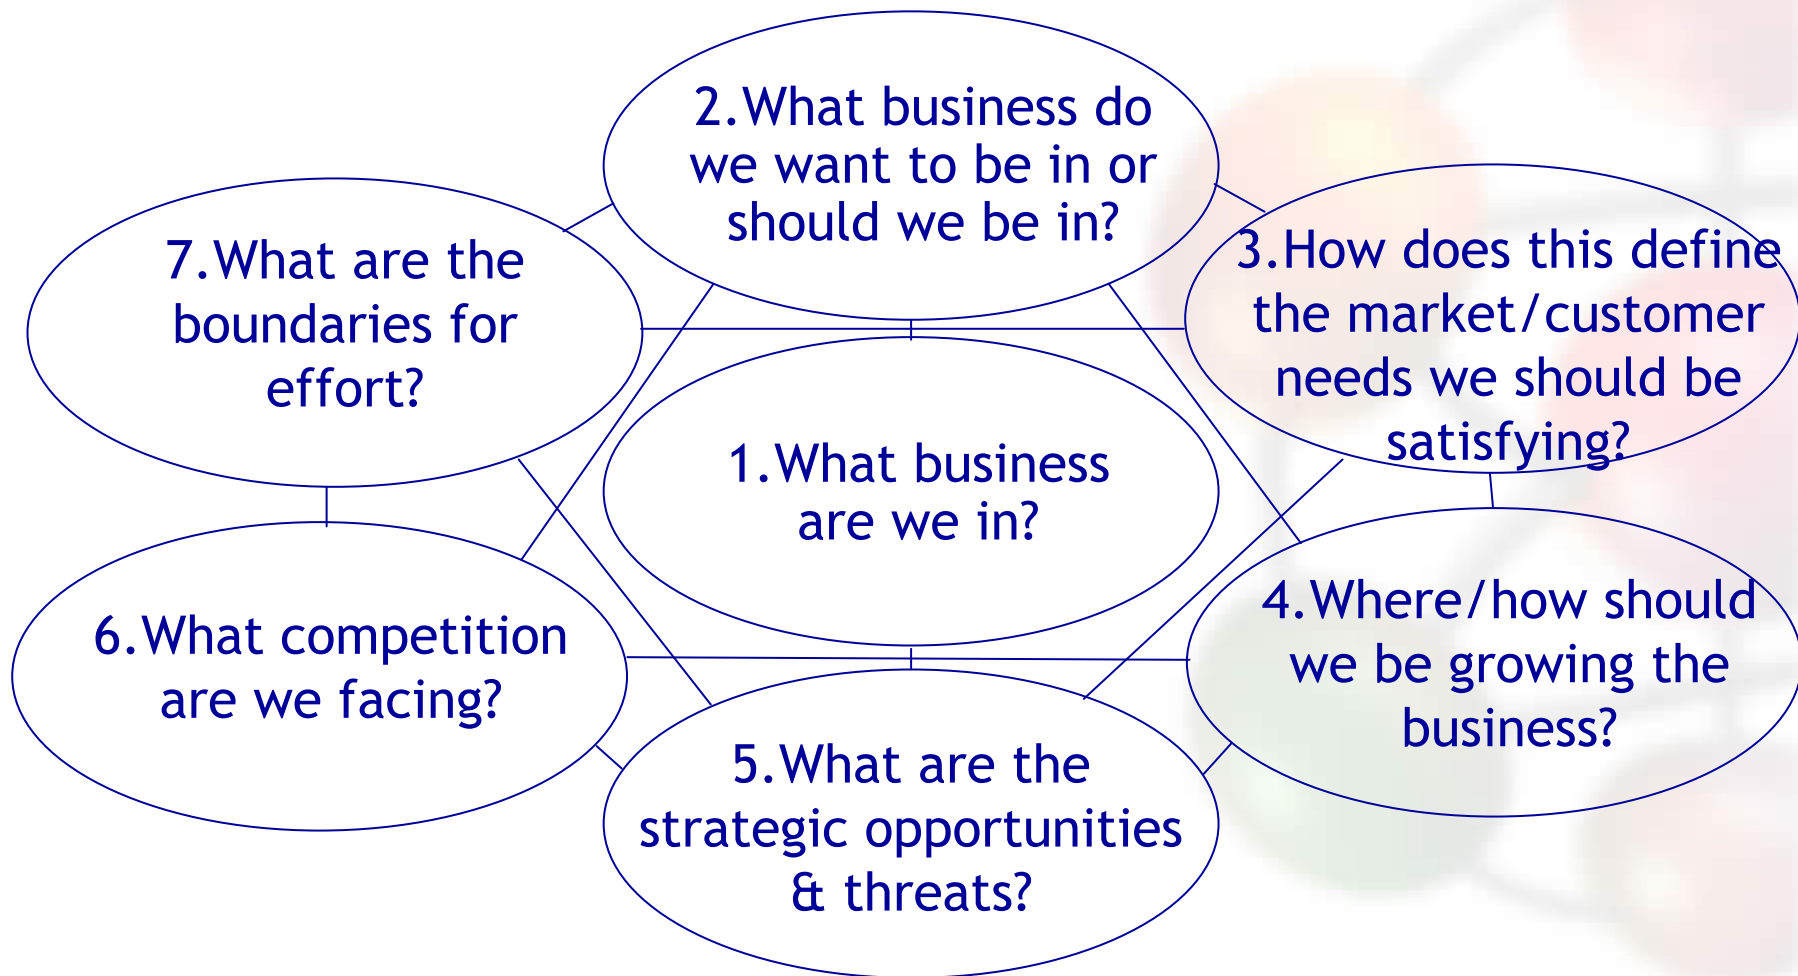 2.What business do
we want to be in or
should we be in?
7.What are the
boundaries for
effort?
3.How does this define
the market/customer
needs we should be
satisfying?
1.What business
are we in?
6.What competition
are we facing?
4.Where/how should
we be growing the
business?
5.What are the
strategic opportunities
& threats?